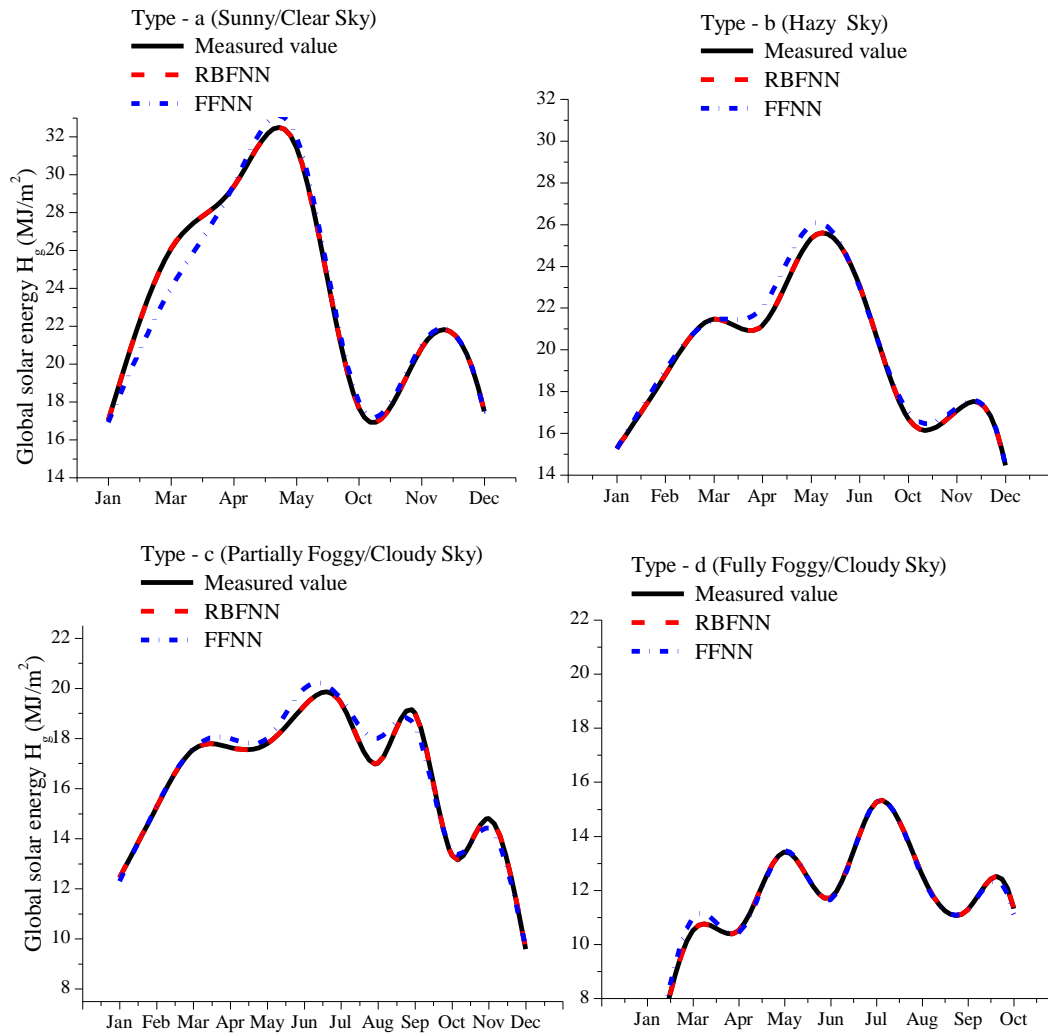 Type - a (Sunny/Clear Sky)
Measured value
RBFNN
FFNN
Global solar energy H_g (MJ/m²)
32
30
28
26
24
22
20
18
16
14
Jan Mar Apr May Oct Nov Dec
Type - b (Hazy Sky)
Measured value
RBFNN
FFNN
32
30
28
26
24
22
20
18
16
14
Jan Feb Mar Apr May Jun Oct Nov Dec
Type - c (Partially Foggy/Cloudy Sky)
Measured value
RBFNN
FFNN
Global solar energy H_g (MJ/m²)
22
20
18
16
14
12
10
8
Jan Feb Mar Apr May Jun Jul Aug Sep Oct Nov Dec
Type - d (Fully Foggy/Cloudy Sky)
Measured value
RBFNN
FFNN
22
20
18
16
14
12
10
8
Jan Mar Apr May Jun Jul Aug Sep Oct